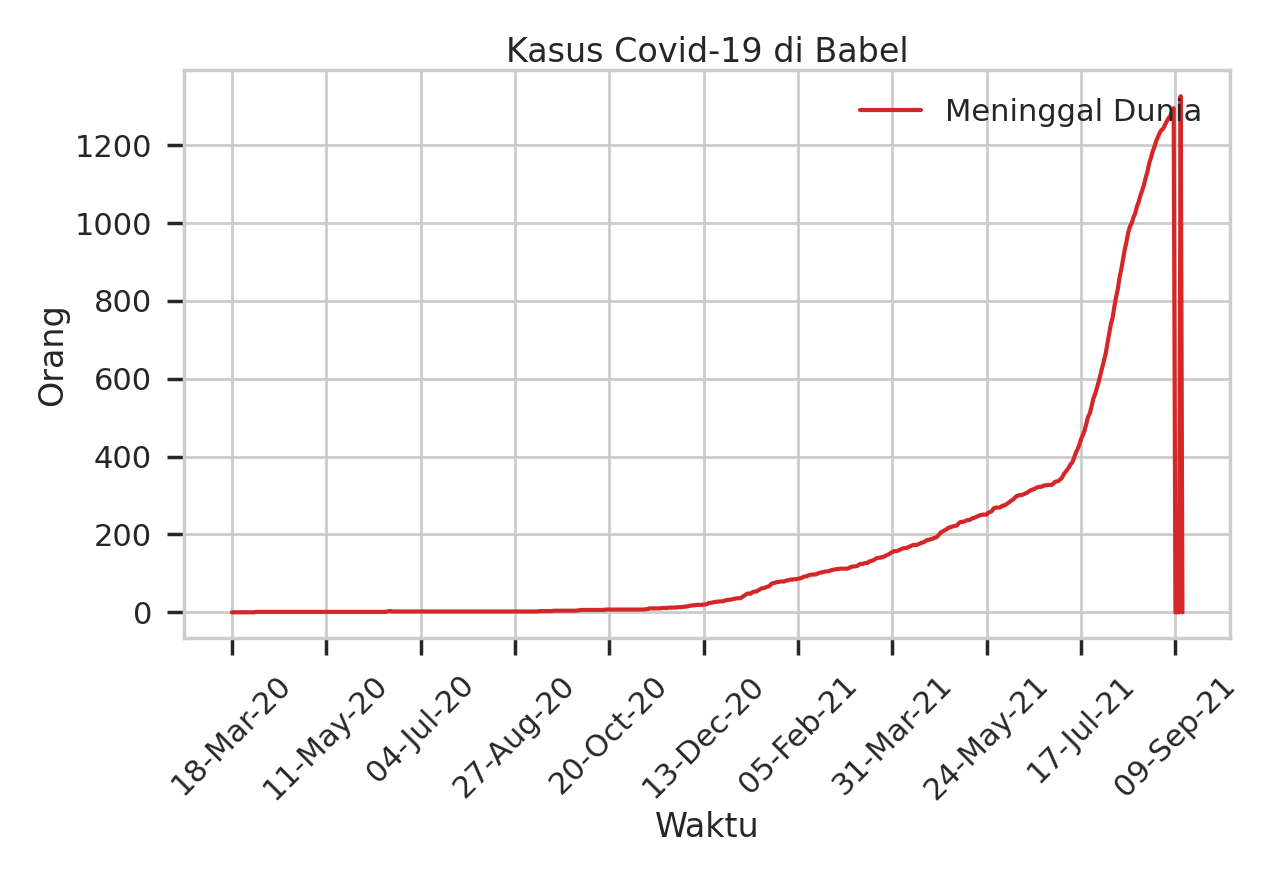 Kasus Covid-19 di Babel
Meninggal Dunia
1200
1000
800
600
400
200
0
Orang
18-Mar-20
11-May-20
04-Jul-20
27-Aug-20
20-Oct-20
13-Dec-20
05-Feb-21
31-Mar-21
24-May-21
17-Jul-21
09-Sep-21
Waktu